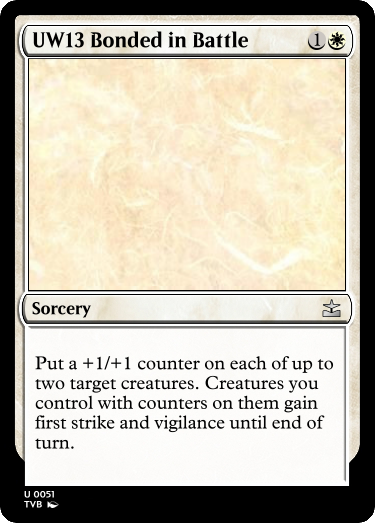 UW13 Bonded in Battle 1
Sorcery
Put a +1/+1 counter on each of up to
two target creatures. Creatures you
control with counters on them gain
first strike and vigilance until end of
turn.
U 0051
TVB